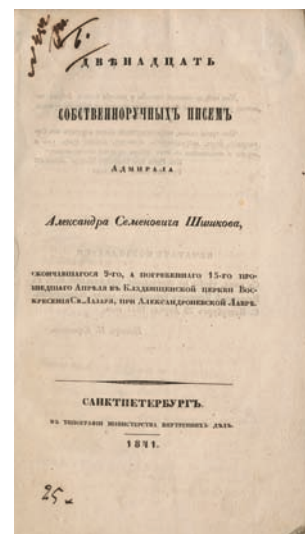 ДВѢНАДЦАТЬ
СОБСТВЕННОРУЧНЫХЪ ПИСЕМЪ
АДМИРАЛА
Александра Семеновича Шишкова,
СКОНЧАВШАГОСЯ 9-го, А ПОГРЕБЕННАГО 15-го ПРО-
ШЕДШАГО АПРѢЛЯ ВЪ КЛАДБИЩЕНСКОЙ ЦЕРКВИ ВОС-
КРЕСЕНІЯ Св. ЛАЗАРЯ, ПРИ АЛЕКСАНДРОНЕВСКОЙ ЛАВРѢ.
САНКТПЕТЕРБУРГЪ.
ВЪ ТИПОГРАФІИ МИНИСТЕРСТВА ВНУТРЕННИХЪ ДѢЛЪ.
1841.
25